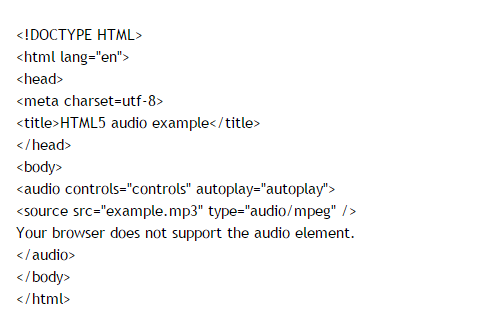 <!DOCTYPE HTML>
<html lang="en">
<head>
<meta charset=utf-8>
<title>HTML5 audio example</title>
</head>
<body>
<audio controls="controls" autoplay="autoplay">
<source src="example.mp3" type="audio/mpeg" />
Your browser does not support the audio element.
</audio>
</body>
</html>